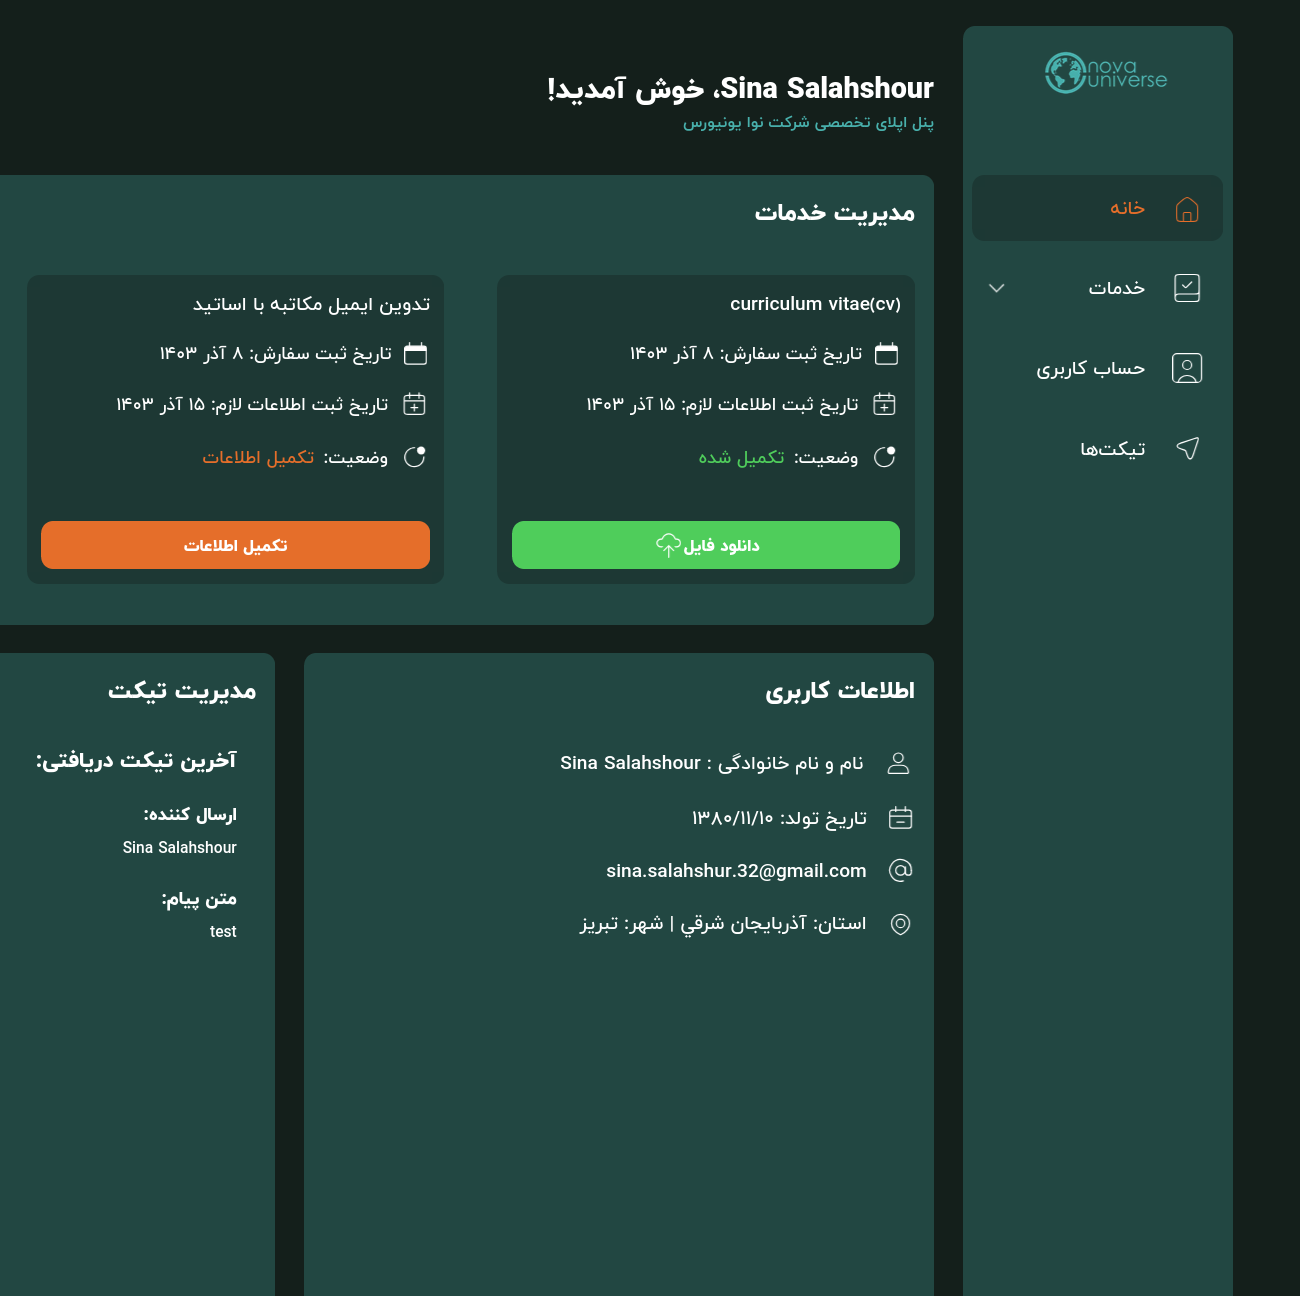 nova
universe
خانه
خدمات
حساب کاربری
تیکت‌ها
Sina Salahshour، خوش آمدید!
پنل اپلای تخصصی شرکت نوا یونیورس
مدیریت خدمات
curriculum vitae(cv)
تاریخ ثبت سفارش: ۸ آذر ۱۴۰۳
تاریخ ثبت اطلاعات لازم: ۱۵ آذر ۱۴۰۳
وضعیت: تکمیل شده
دانلود فایل
تدوین ایمیل مکاتبه با اساتید
تاریخ ثبت سفارش: ۸ آذر ۱۴۰۳
تاریخ ثبت اطلاعات لازم: ۱۵ آذر ۱۴۰۳
وضعیت: تکمیل اطلاعات
تکمیل اطلاعات
اطلاعات کاربری
نام و نام خانوادگی : Sina Salahshour
تاریخ تولد: ۱۳۸۰/۱۱/۱۰
sina.salahshur.32@gmail.com
استان: آذربایجان شرقي | شهر: تبریز
مدیریت تیکت
آخرین تیکت دریافتی:
ارسال کننده:
Sina Salahshour
متن پیام:
test